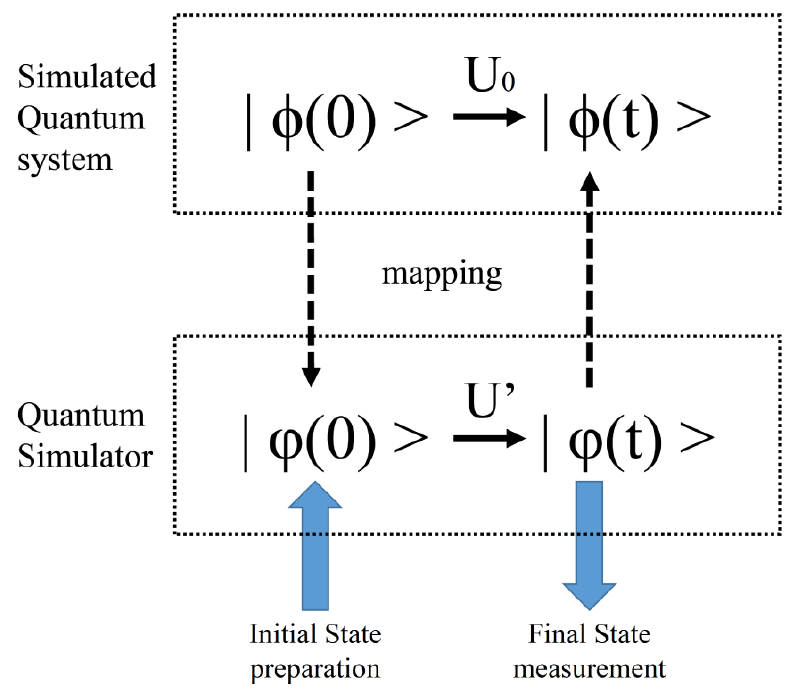 Simulated
Quantum
system
| ϕ(0) >
U₀
| ϕ(t) >
mapping
Quantum
Simulator
| φ(0) >
U’
| φ(t) >
Initial State
preparation
Final State
measurement